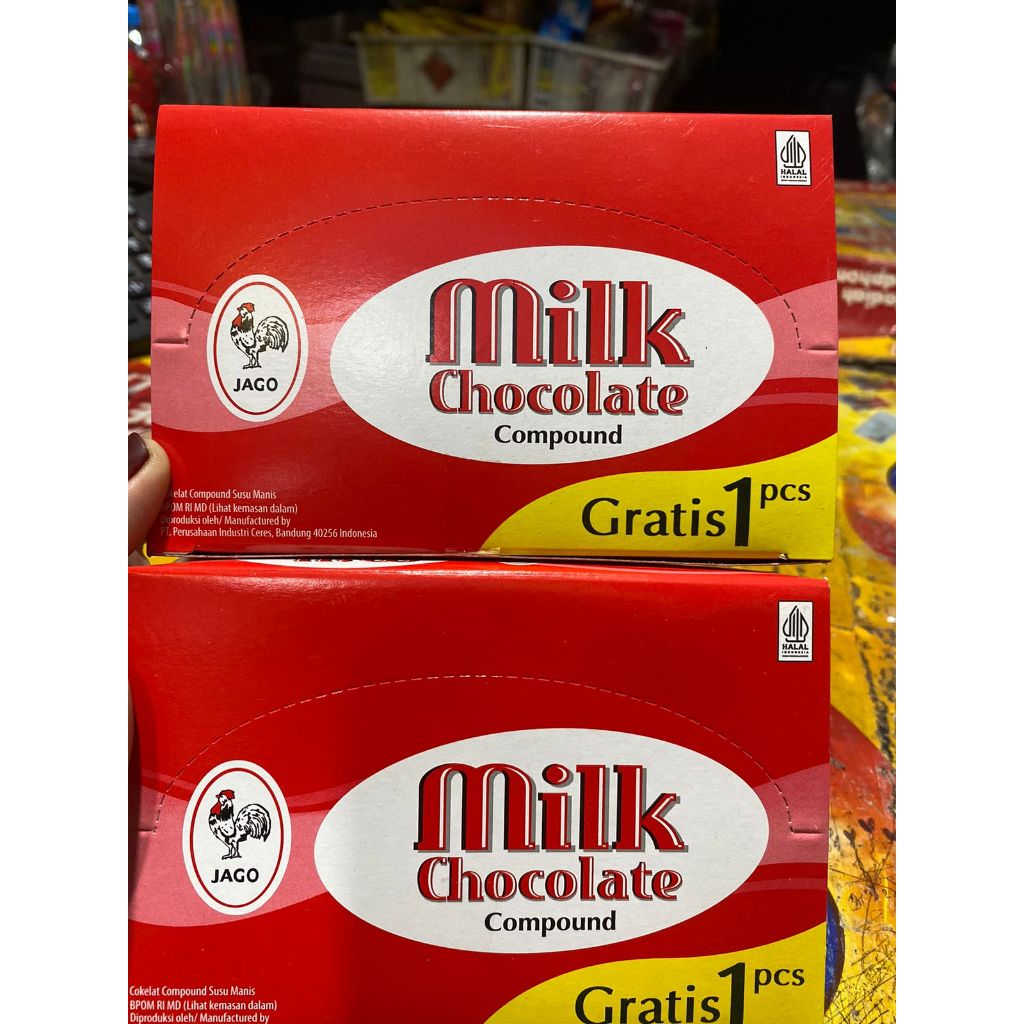 HALAL
INDONESIA
JAGO
Milk
Chocolate
Compound
Cokelat Compound Susu Manis
BPOM RI MD (Lihat kemasan dalam)
Diproduksi oleh/ Manufactured by
PT. Perusahaan Industri Ceres, Bandung 40256 Indonesia
Gratis 1 pcs
HALAL
INDONESIA
JAGO
Milk
Chocolate
Compound
Cokelat Compound Susu Manis
BPOM RI MD (Lihat kemasan dalam)
Diproduksi oleh/ Manufactured by
Gratis 1 pcs